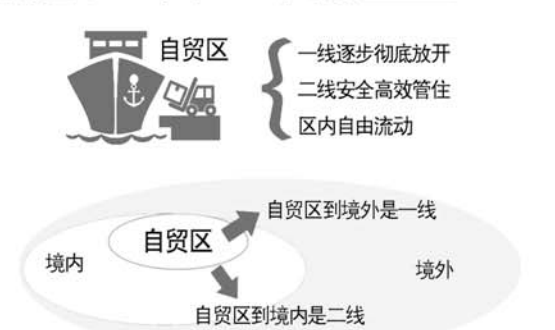 自贸区
一线逐步彻底放开
二线安全高效管住
区内自由流动
自贸区到境外是一线
自贸区
境内
境外
自贸区到境内是二线